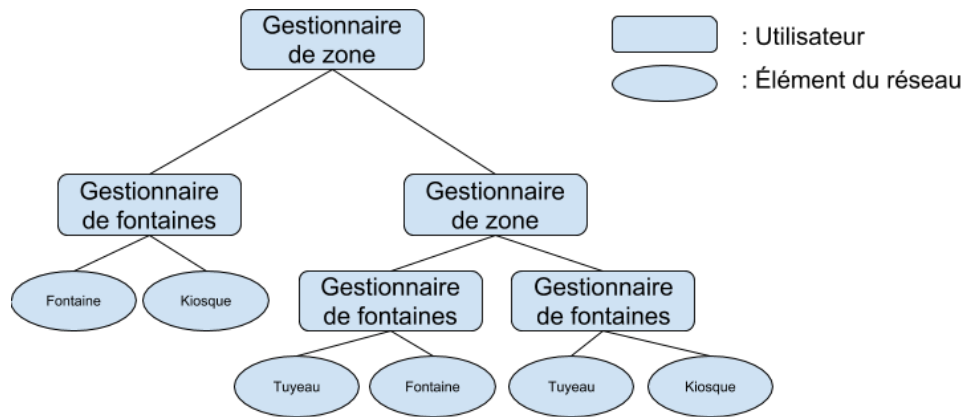 Gestionnaire
de zone
: Utilisateur
: Élément du réseau
Gestionnaire
de fontaines
Gestionnaire
de zone
Fontaine
Kiosque
Gestionnaire
de fontaines
Gestionnaire
de fontaines
Tuyeau
Fontaine
Tuyeau
Kiosque